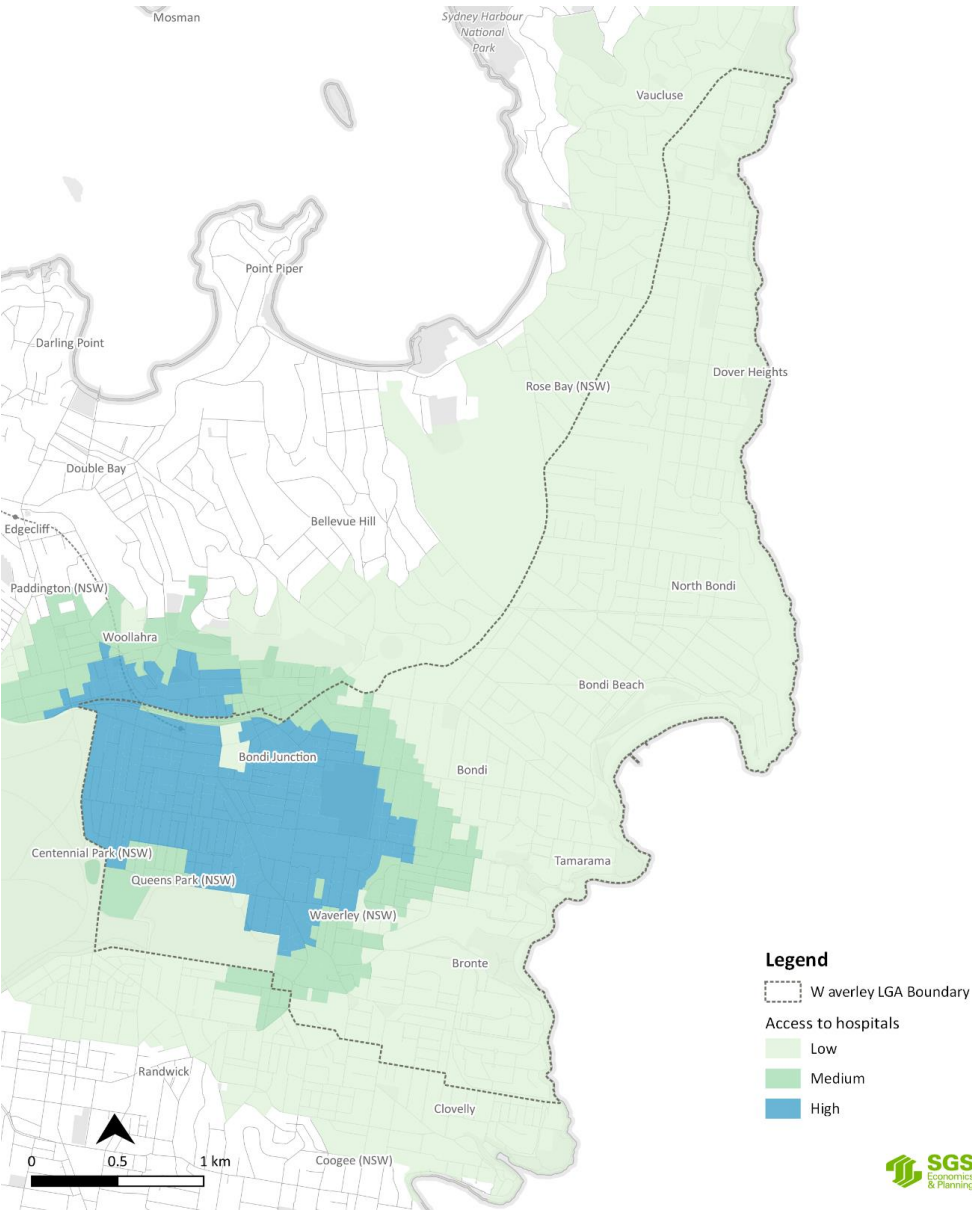 Mosman
Sydney Harbour
National
Park
Vaucluse
Point Piper
Darling Point
Dover Heights
Rose Bay (NSW)
Double Bay
Bellevue Hill
Edgecliff
Paddington (NSW)
North Bondi
Woollahra
Bondi Beach
Bondi Junction
Bondi
Centennial Park (NSW)
Tamarama
Queens Park (NSW)
Waverley (NSW)
Bronte
Legend
W averley LGA Boundary
Access to hospitals
Low
Medium
High
Randwick
Clovelly
Coogee (NSW)
0 0.5 1 km
SGS
Economics
& Planning